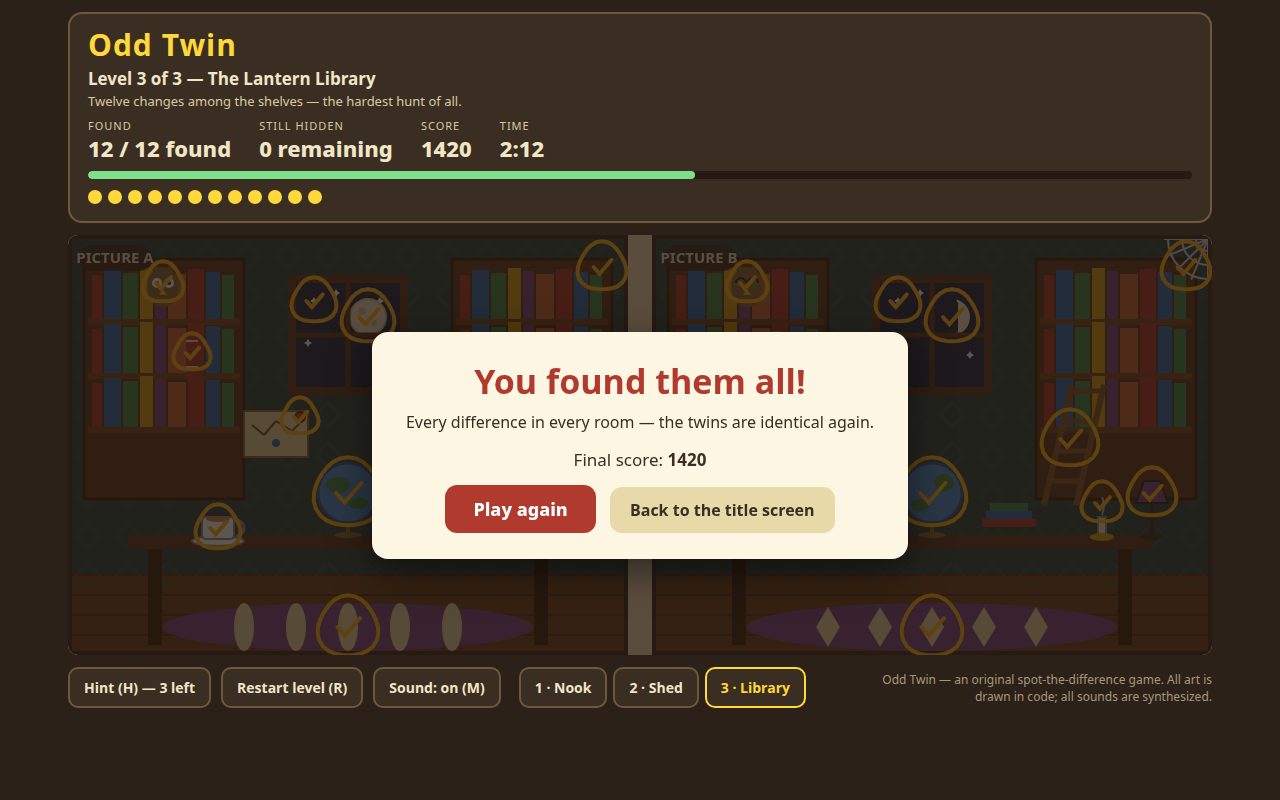 Odd Twin
Level 3 of 3 — The Lantern Library
Twelve changes among the shelves — the hardest hunt of all.
FOUND STILL HIDDEN SCORE TIME
12 / 12 found 0 remaining 1420 2:12
PICTURE A PICTURE B
You found them all!
Every difference in every room — the twins are identical again.
Final score: 1420
Play again Back to the title screen
Hint (H) — 3 left Restart level (R) Sound: on (M) 1 · Nook 2 · Shed 3 · Library
Odd Twin — an original spot-the-difference game. All art is
drawn in code; all sounds are synthesized.